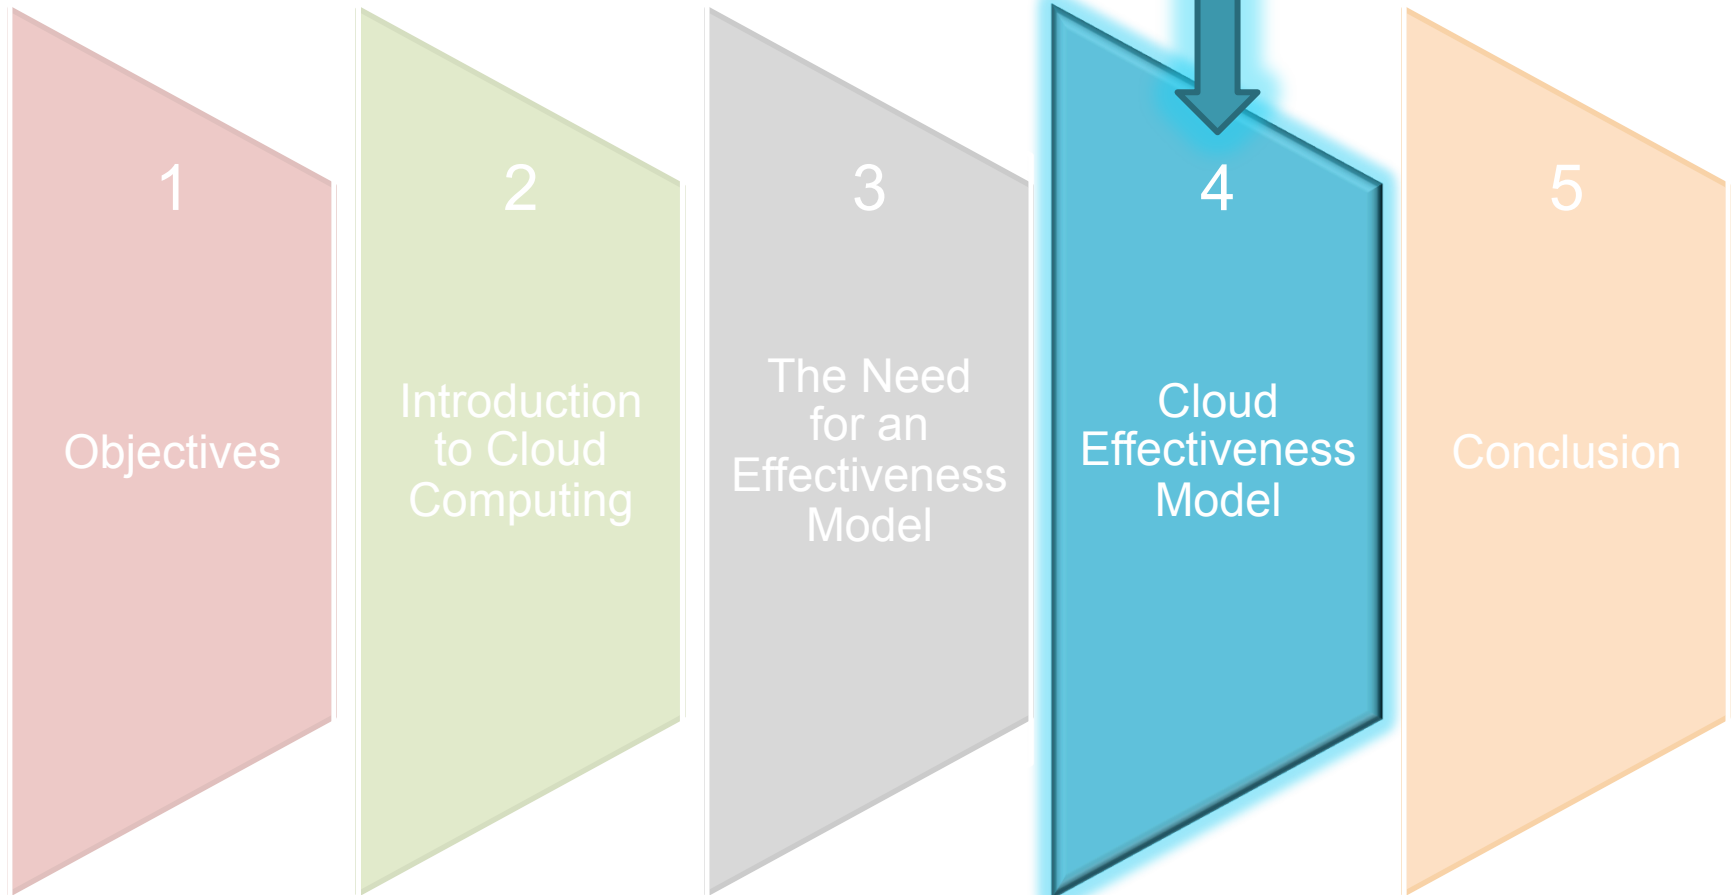 1
Objectives
2
Introduction
to Cloud
Computing
3
The Need
for an
Effectiveness
Model
4
Cloud
Effectiveness
Model
5
Conclusion